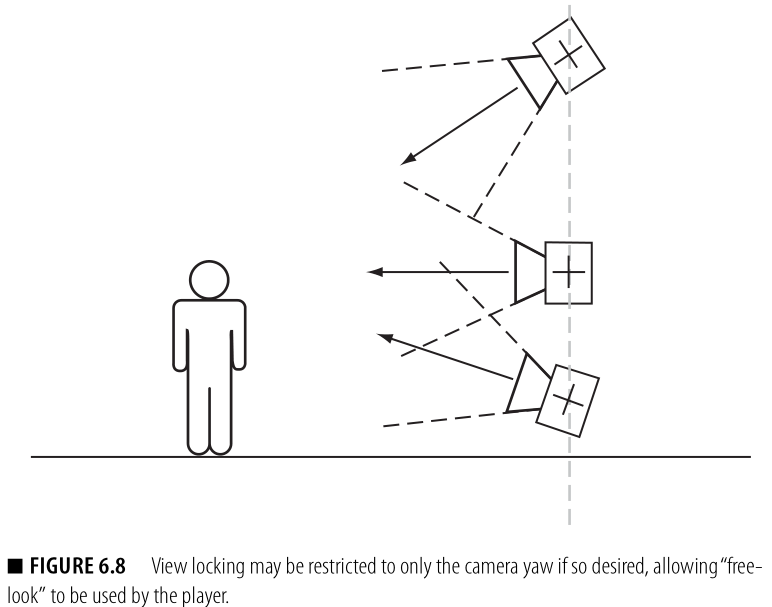 ■ FIGURE 6.8 View locking may be restricted to only the camera yaw if so desired, allowing “free-
look” to be used by the player.